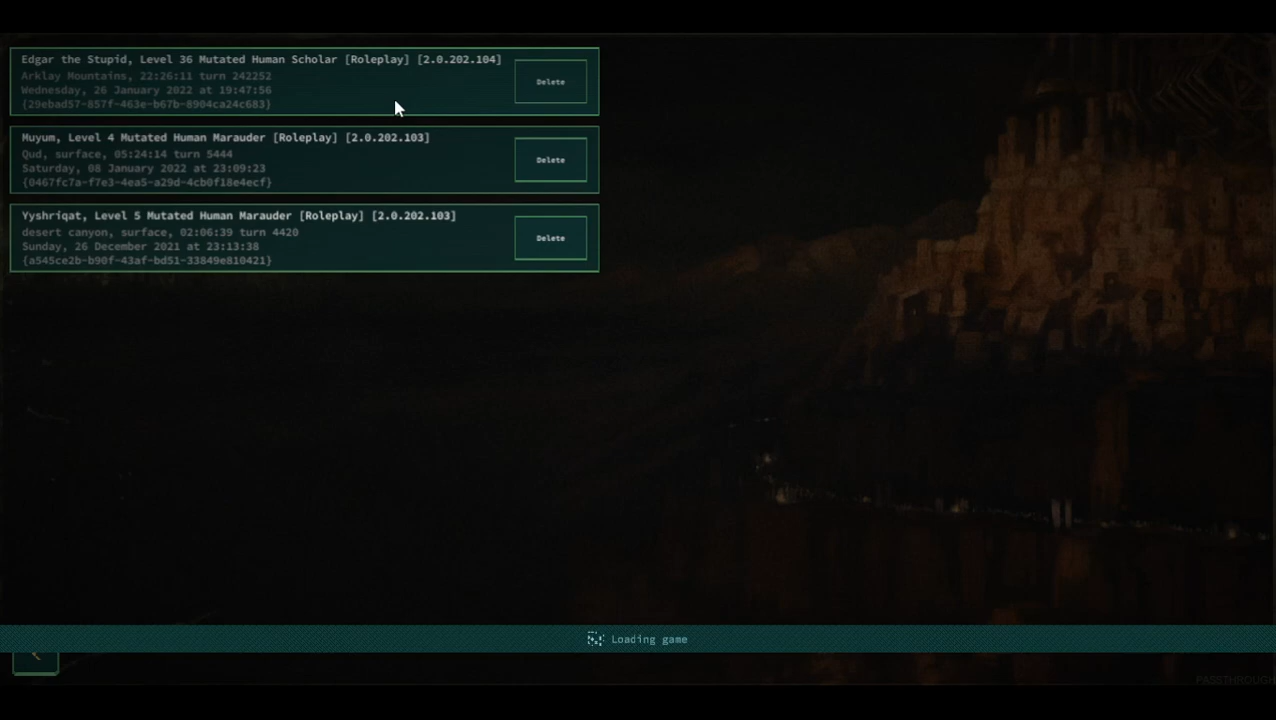 Edgar the Stupid, Level 36 Mutated Human Scholar [Roleplay] [2.0.202.104]
Arklay Mountains, 22:26:11 turn 242252
Wednesday, 26 January 2022 at 19:47:56
{29ebad57-857f-463e-b67b-8904ca24c683}
Delete
Muyum, Level 4 Mutated Human Marauder [Roleplay] [2.0.202.103]
Qud, surface, 05:24:14 turn 5444
Saturday, 08 January 2022 at 23:09:23
{0467fc7a-f7e3-4ea5-a29d-4cb0f18e4ecf}
Delete
Yyshriqat, Level 5 Mutated Human Marauder [Roleplay] [2.0.202.103]
desert canyon, surface, 02:06:39 turn 4420
Sunday, 26 December 2021 at 23:13:38
{a545ce2b-b90f-43af-bd51-33849e810421}
Delete
Loading game
PASSTHROUGH